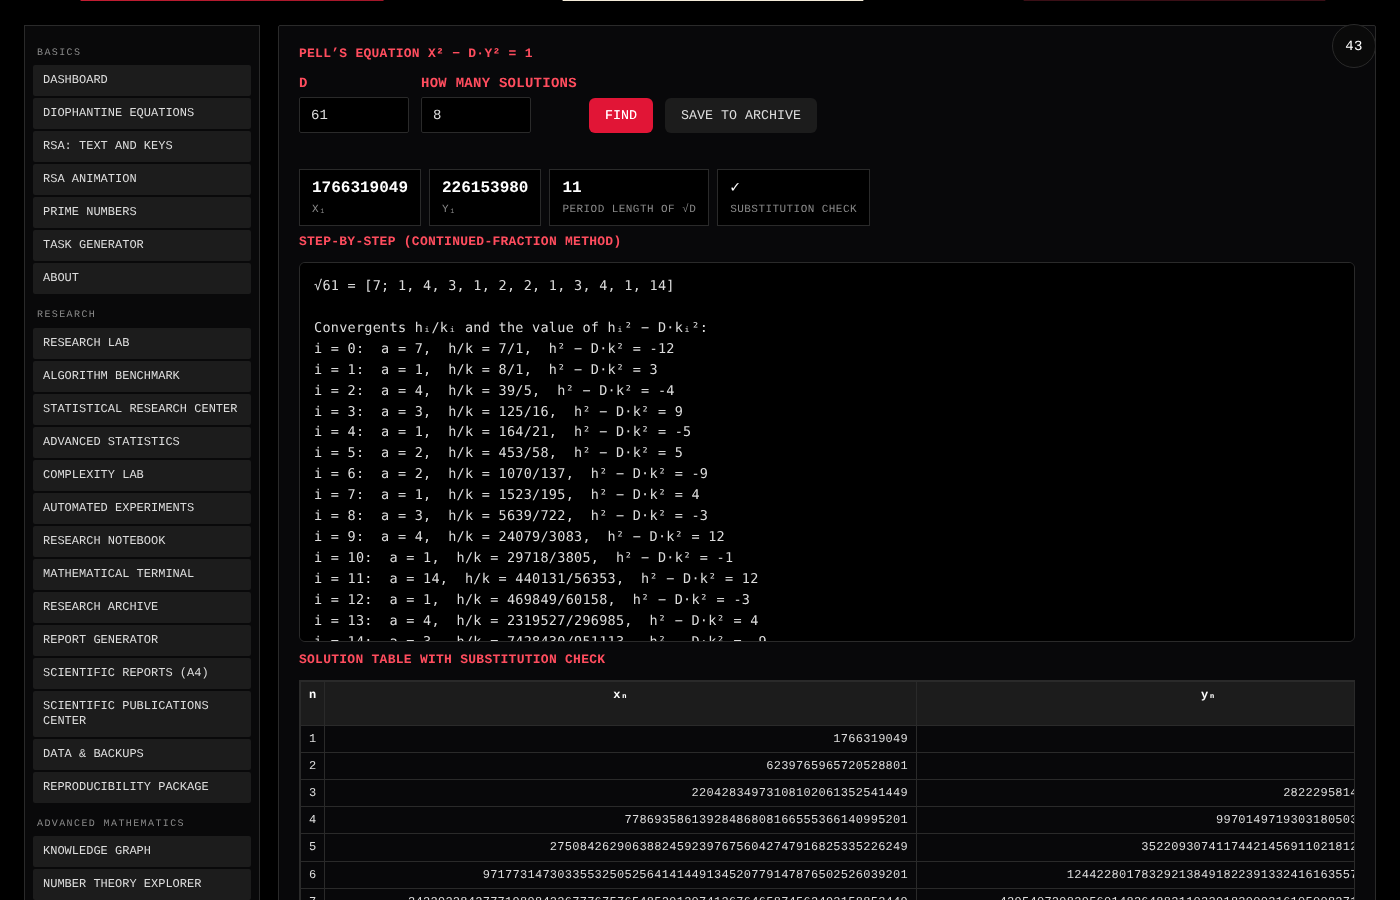 BASICS
DASHBOARD
DIOPHANTINE EQUATIONS
RSA: TEXT AND KEYS
RSA ANIMATION
PRIME NUMBERS
TASK GENERATOR
ABOUT
RESEARCH
RESEARCH LAB
ALGORITHM BENCHMARK
STATISTICAL RESEARCH CENTER
ADVANCED STATISTICS
COMPLEXITY LAB
AUTOMATED EXPERIMENTS
RESEARCH NOTEBOOK
MATHEMATICAL TERMINAL
RESEARCH ARCHIVE
REPORT GENERATOR
SCIENTIFIC REPORTS (A4)
SCIENTIFIC PUBLICATIONS
CENTER
DATA & BACKUPS
REPRODUCIBILITY PACKAGE
ADVANCED MATHEMATICS
KNOWLEDGE GRAPH
NUMBER THEORY EXPLORER
43
PELL’S EQUATION X² − D·Y² = 1
D HOW MANY SOLUTIONS
61 8 FIND SAVE TO ARCHIVE
1766319049 226153980 11 ✓
X₁ Y₁ PERIOD LENGTH OF √D SUBSTITUTION CHECK
STEP-BY-STEP (CONTINUED-FRACTION METHOD)
√61 = [7; 1, 4, 3, 1, 2, 2, 1, 3, 4, 1, 14]
Convergents hᵢ/kᵢ and the value of hᵢ² − D·kᵢ²:
i = 0: a = 7, h/k = 7/1, h² − D·k² = -12
i = 1: a = 1, h/k = 8/1, h² − D·k² = 3
i = 2: a = 4, h/k = 39/5, h² − D·k² = -4
i = 3: a = 3, h/k = 125/16, h² − D·k² = 9
i = 4: a = 1, h/k = 164/21, h² − D·k² = -5
i = 5: a = 2, h/k = 453/58, h² − D·k² = 5
i = 6: a = 2, h/k = 1070/137, h² − D·k² = -9
i = 7: a = 1, h/k = 1523/195, h² − D·k² = 4
i = 8: a = 3, h/k = 5639/722, h² − D·k² = -3
i = 9: a = 4, h/k = 24079/3083, h² − D·k² = 12
i = 10: a = 1, h/k = 29718/3805, h² − D·k² = -1
i = 11: a = 14, h/k = 440131/56353, h² − D·k² = 12
i = 12: a = 1, h/k = 469849/60158, h² − D·k² = -3
i = 13: a = 4, h/k = 2319527/296985, h² − D·k² = 4
i = 14: a = 3, h/k = 7428430/951113, h² − D·k² = -9
SOLUTION TABLE WITH SUBSTITUTION CHECK
n xₙ yₙ
1 1766319049
2 6239765965720528801
3 22042834973108102061352541449 2822295814
4 77869358613928486808166555366140995201 9970149719303180503
5 275084262906388245923976756042747916825335226249 35220930741174421456911021812
6 971773147303355325052564141449134520779147876502526039201 124422801783292138491822391332416163557